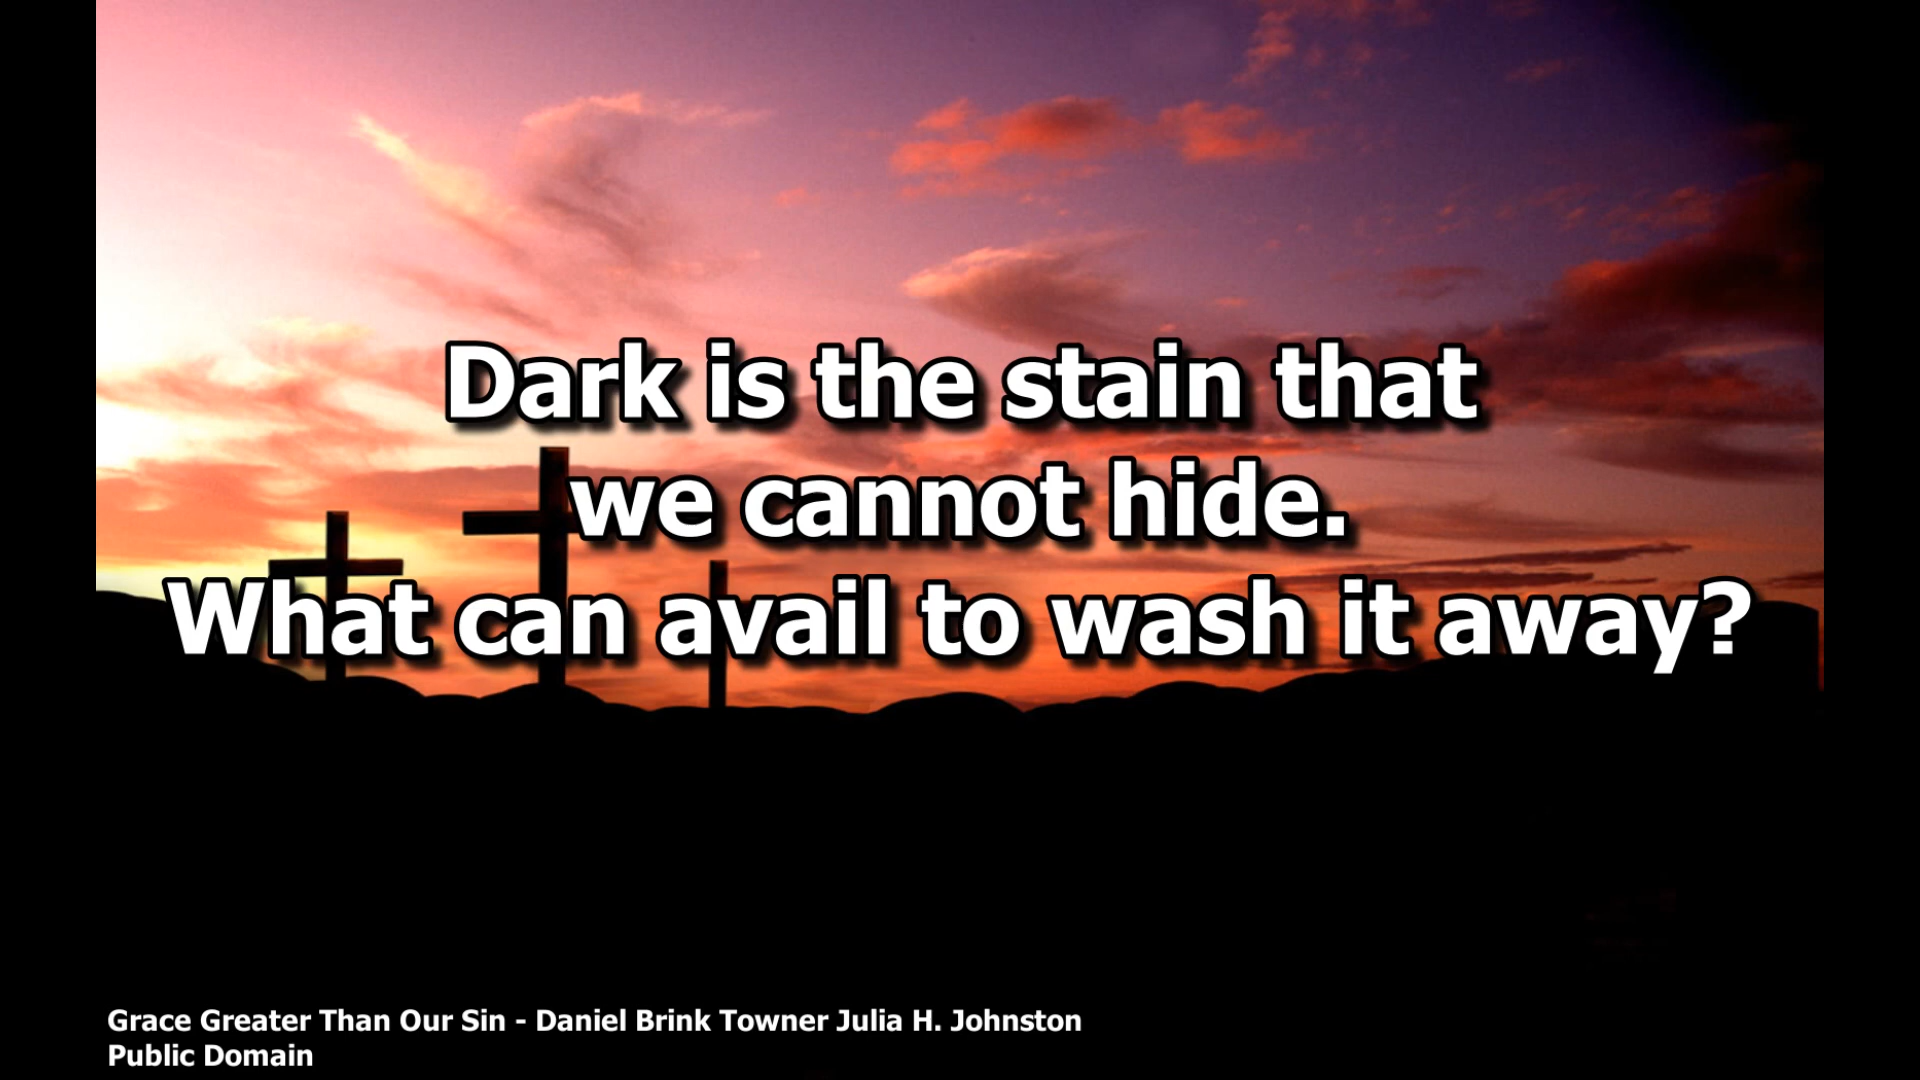 Dark is the stain that
we cannot hide.
What can avail to wash it away?
Grace Greater Than Our Sin - Daniel Brink Towner Julia H. Johnston
Public Domain